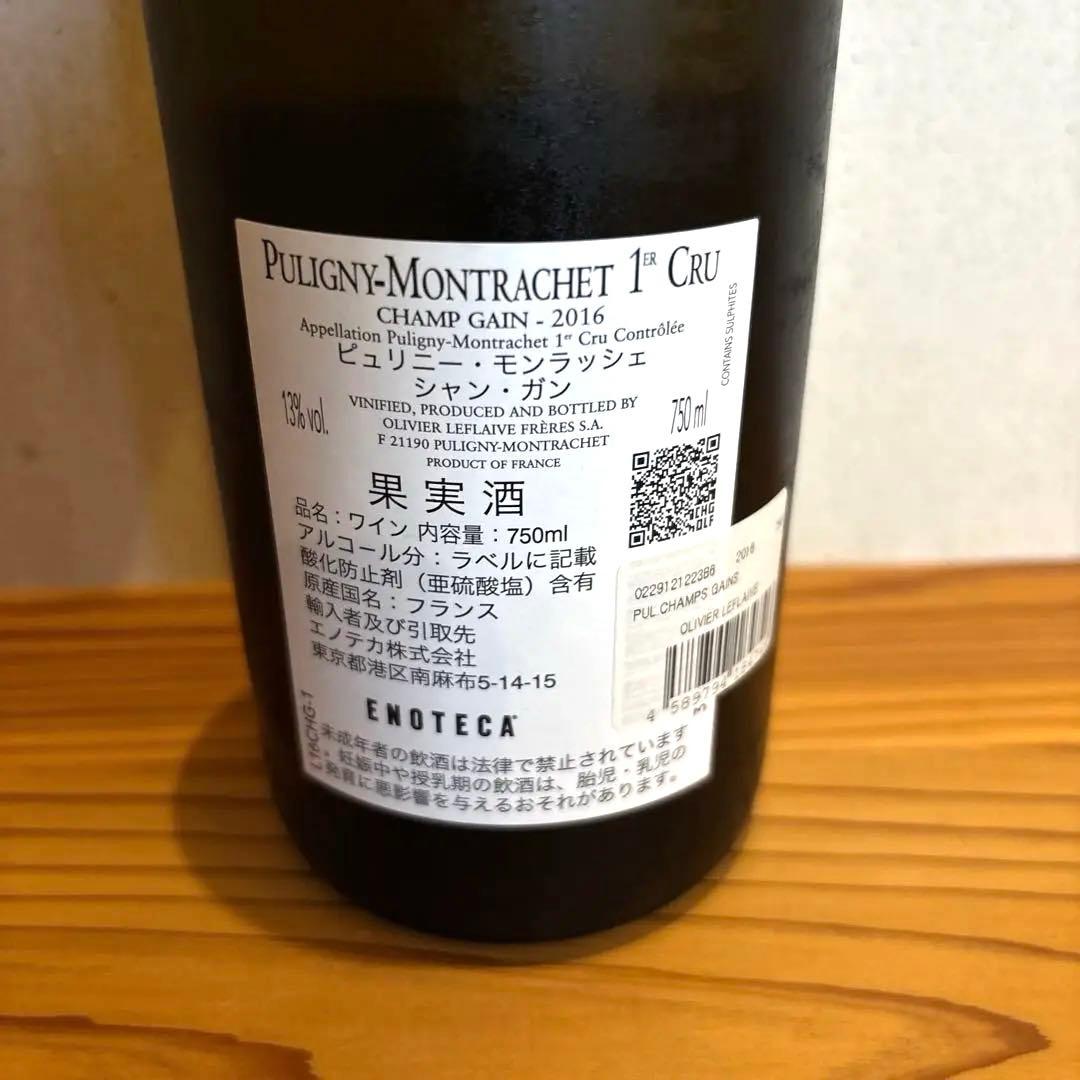 PULIGNY-MONTRACHET 1ER CRU
CHAMP GAIN - 2016
Appellation Puligny-Montrachet 1er Cru Contrôlée
ピュリニー・モンラッシェ
シャン・ガン
13% vol.
VINIFIED, PRODUCED AND BOTTLED BY
OLIVIER LEFLAIVE FRÈRES S.A.
F 21190 PULIGNY-MONTRACHET
PRODUCT OF FRANCE
750 ml
CONTAINS SULPHITES
果実酒
品名：ワイン 内容量：750ml
アルコール分：ラベルに記載
酸化防止剤（亜硫酸塩）含有
原産国名：フランス
輸入者及び引取先
エノテカ株式会社
東京都港区南麻布5-14-15
ENOTECA
未成年者の飲酒は法律で禁止されています
・妊娠中や授乳期の飲酒は、胎児・乳児の
発育に悪影響を与えるおそれがあります。
E16CHG-1
CHG
OLF
022912122386 2016
PUL.CHAMPS GAINS
OLIVIER LEFLAIVE
4 589794